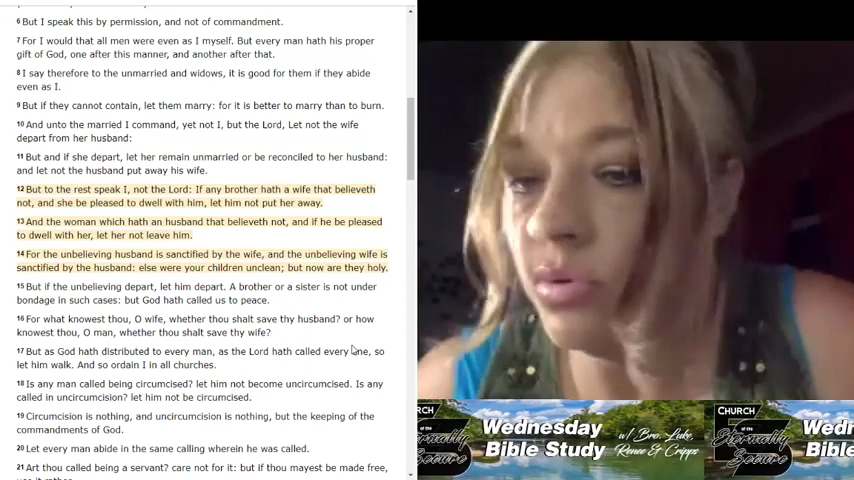 6 But I speak this by permission, and not of commandment.
7 For I would that all men were even as I myself. But every man hath his proper
gift of God, one after this manner, and another after that.
8 I say therefore to the unmarried and widows, it is good for them if they abide
even as I.
9 But if they cannot contain, let them marry: for it is better to marry than to burn.
10 And unto the married I command, yet not I, but the Lord, Let not the wife
depart from her husband:
11 But and if she depart, let her remain unmarried or be reconciled to her husband:
and let not the husband put away his wife.
12 But to the rest speak I, not the Lord: If any brother hath a wife that believeth
not, and she be pleased to dwell with him, let him not put her away.
13 And the woman which hath an husband that believeth not, and if he be pleased
to dwell with her, let her not leave him.
14 For the unbelieving husband is sanctified by the wife, and the unbelieving wife is
sanctified by the husband: else were your children unclean; but now are they holy.
15 But if the unbelieving depart, let him depart. A brother or a sister is not under
bondage in such cases: but God hath called us to peace.
16 For what knowest thou, O wife, whether thou shalt save thy husband? or how
knowest thou, O man, whether thou shalt save thy wife?
17 But as God hath distributed to every man, as the Lord hath called every one, so
let him walk. And so ordain I in all churches.
18 Is any man called being circumcised? let him not become uncircumcised. Is any
called in uncircumcision? let him not be circumcised.
19 Circumcision is nothing, and uncircumcision is nothing, but the keeping of the
commandments of God.
20 Let every man abide in the same calling wherein he was called.
21 Art thou called being a servant? care not for it: but if thou mayest be made free,
CHURCH
of the
Eternally
Secure
Wednesday
Bible Study
w/ Bro. Luke,
Renee & Cripps
CHURCH
of the
Eternally
Secure
Wedn
Bible